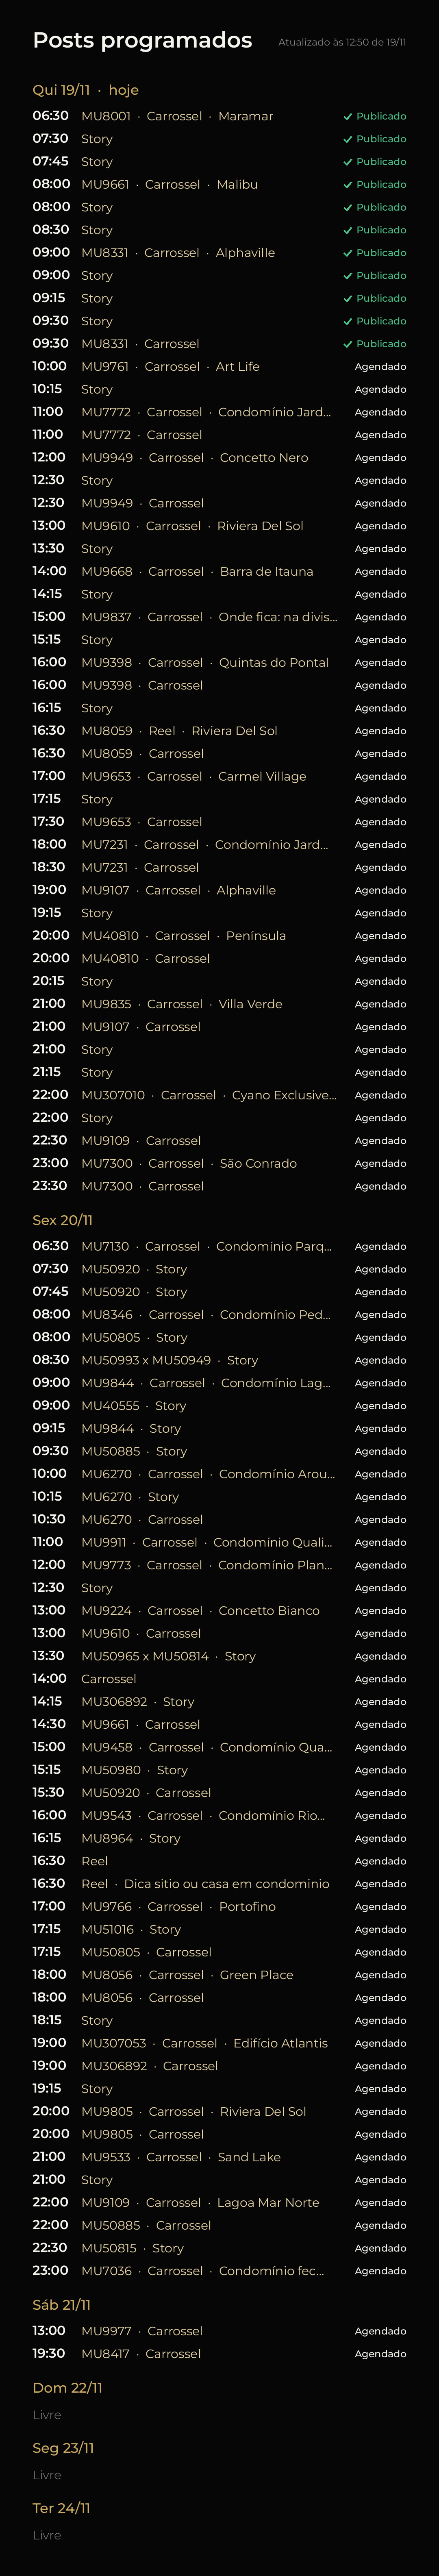 Posts programados Atualizado às 12:50 de 19/11
Qui 19/11 · hoje
06:30 MU8001 · Carrossel · Maramar ✓ Publicado
07:30 Story ✓ Publicado
07:45 Story ✓ Publicado
08:00 MU9661 · Carrossel · Malibu ✓ Publicado
08:00 Story ✓ Publicado
08:30 Story ✓ Publicado
09:00 MU8331 · Carrossel · Alphaville ✓ Publicado
09:00 Story ✓ Publicado
09:15 Story ✓ Publicado
09:30 Story ✓ Publicado
09:30 MU8331 · Carrossel ✓ Publicado
10:00 MU9761 · Carrossel · Art Life Agendado
10:15 Story Agendado
11:00 MU7772 · Carrossel · Condomínio Jard... Agendado
11:00 MU7772 · Carrossel Agendado
12:00 MU9949 · Carrossel · Concetto Nero Agendado
12:30 Story Agendado
12:30 MU9949 · Carrossel Agendado
13:00 MU9610 · Carrossel · Riviera Del Sol Agendado
13:30 Story Agendado
14:00 MU9668 · Carrossel · Barra de Itauna Agendado
14:15 Story Agendado
15:00 MU9837 · Carrossel · Onde fica: na divis... Agendado
15:15 Story Agendado
16:00 MU9398 · Carrossel · Quintas do Pontal Agendado
16:00 MU9398 · Carrossel Agendado
16:15 Story Agendado
16:30 MU8059 · Reel · Riviera Del Sol Agendado
16:30 MU8059 · Carrossel Agendado
17:00 MU9653 · Carrossel · Carmel Village Agendado
17:15 Story Agendado
17:30 MU9653 · Carrossel Agendado
18:00 MU7231 · Carrossel · Condomínio Jard... Agendado
18:30 MU7231 · Carrossel Agendado
19:00 MU9107 · Carrossel · Alphaville Agendado
19:15 Story Agendado
20:00 MU40810 · Carrossel · Península Agendado
20:00 MU40810 · Carrossel Agendado
20:15 Story Agendado
21:00 MU9835 · Carrossel · Villa Verde Agendado
21:00 MU9107 · Carrossel Agendado
21:00 Story Agendado
21:15 Story Agendado
22:00 MU307010 · Carrossel · Cyano Exclusive... Agendado
22:00 Story Agendado
22:30 MU9109 · Carrossel Agendado
23:00 MU7300 · Carrossel · São Conrado Agendado
23:30 MU7300 · Carrossel Agendado
Sex 20/11
06:30 MU7130 · Carrossel · Condomínio Parq... Agendado
07:30 MU50920 · Story Agendado
07:45 MU50920 · Story Agendado
08:00 MU8346 · Carrossel · Condomínio Ped... Agendado
08:00 MU50805 · Story Agendado
08:30 MU50993 x MU50949 · Story Agendado
09:00 MU9844 · Carrossel · Condomínio Lag... Agendado
09:00 MU40555 · Story Agendado
09:15 MU9844 · Story Agendado
09:30 MU50885 · Story Agendado
10:00 MU6270 · Carrossel · Condomínio Arou... Agendado
10:15 MU6270 · Story Agendado
10:30 MU6270 · Carrossel Agendado
11:00 MU9911 · Carrossel · Condomínio Quali... Agendado
12:00 MU9773 · Carrossel · Condomínio Plan... Agendado
12:30 Story Agendado
13:00 MU9224 · Carrossel · Concetto Bianco Agendado
13:00 MU9610 · Carrossel Agendado
13:30 MU50965 x MU50814 · Story Agendado
14:00 Carrossel Agendado
14:15 MU306892 · Story Agendado
14:30 MU9661 · Carrossel Agendado
15:00 MU9458 · Carrossel · Condomínio Qua... Agendado
15:15 MU50980 · Story Agendado
15:30 MU50920 · Carrossel Agendado
16:00 MU9543 · Carrossel · Condomínio Rio... Agendado
16:15 MU8964 · Story Agendado
16:30 Reel Agendado
16:30 Reel · Dica sitio ou casa em condominio Agendado
17:00 MU9766 · Carrossel · Portofino Agendado
17:15 MU51016 · Story Agendado
17:15 MU50805 · Carrossel Agendado
18:00 MU8056 · Carrossel · Green Place Agendado
18:00 MU8056 · Carrossel Agendado
18:15 Story Agendado
19:00 MU307053 · Carrossel · Edifício Atlantis Agendado
19:00 MU306892 · Carrossel Agendado
19:15 Story Agendado
20:00 MU9805 · Carrossel · Riviera Del Sol Agendado
20:00 MU9805 · Carrossel Agendado
21:00 MU9533 · Carrossel · Sand Lake Agendado
21:00 Story Agendado
22:00 MU9109 · Carrossel · Lagoa Mar Norte Agendado
22:00 MU50885 · Carrossel Agendado
22:30 MU50815 · Story Agendado
23:00 MU7036 · Carrossel · Condomínio fec... Agendado
Sáb 21/11
13:00 MU9977 · Carrossel Agendado
19:30 MU8417 · Carrossel Agendado
Dom 22/11
Livre
Seg 23/11
Livre
Ter 24/11
Livre